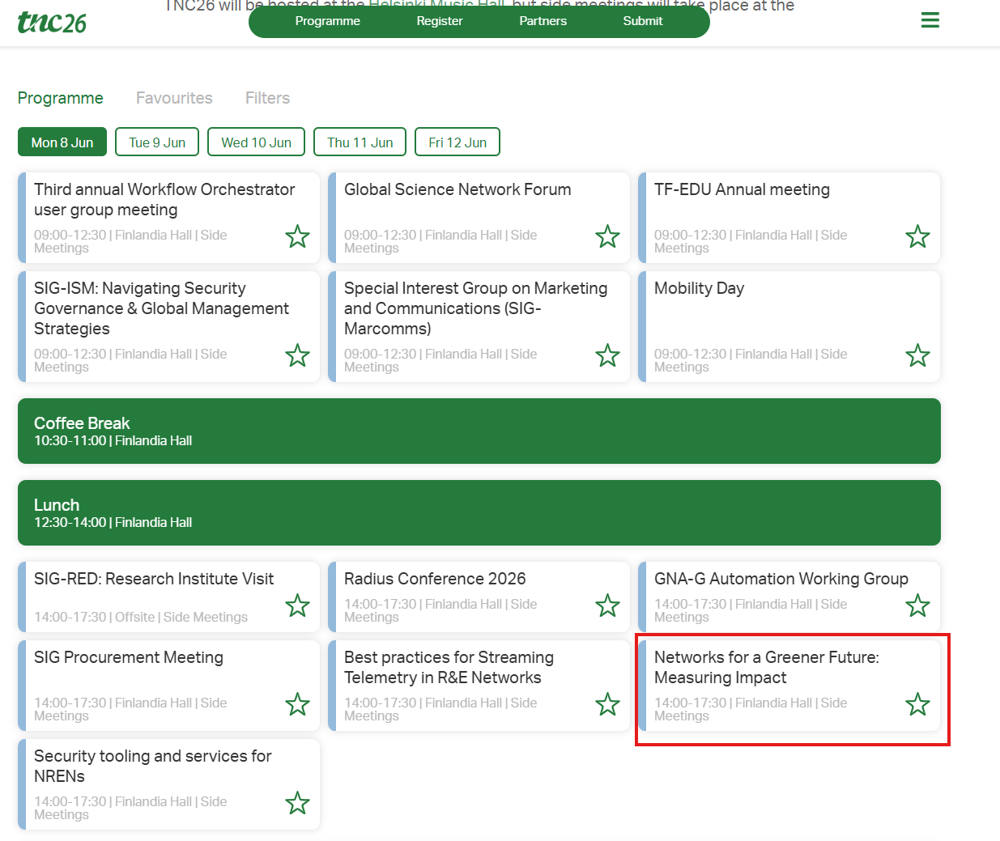 TNC26 will be hosted at the Helsinki Music Hall, but side meetings will take place at the
tnc26
Programme
Register
Partners
Submit
Programme
Favourites
Filters
Mon 8 Jun
Tue 9 Jun
Wed 10 Jun
Thu 11 Jun
Fri 12 Jun
Third annual Workflow Orchestrator
user group meeting
09:00-12:30 | Finlandia Hall | Side
Meetings
Global Science Network Forum
09:00-12:30 | Finlandia Hall | Side
Meetings
TF-EDU Annual meeting
09:00-12:30 | Finlandia Hall | Side
Meetings
SIG-ISM: Navigating Security
Governance & Global Management
Strategies
09:00-12:30 | Finlandia Hall | Side
Meetings
Special Interest Group on Marketing
and Communications (SIG-
Marcomms)
09:00-12:30 | Finlandia Hall | Side
Meetings
Mobility Day
09:00-12:30 | Finlandia Hall | Side
Meetings
Coffee Break
10:30-11:00 | Finlandia Hall
Lunch
12:30-14:00 | Finlandia Hall
SIG-RED: Research Institute Visit
14:00-17:30 | Offsite | Side Meetings
Radius Conference 2026
14:00-17:30 | Finlandia Hall | Side
Meetings
GNA-G Automation Working Group
14:00-17:30 | Finlandia Hall | Side
Meetings
SIG Procurement Meeting
14:00-17:30 | Finlandia Hall | Side
Meetings
Best practices for Streaming
Telemetry in R&E Networks
14:00-17:30 | Finlandia Hall | Side
Meetings
Networks for a Greener Future:
Measuring Impact
14:00-17:30 | Finlandia Hall | Side
Meetings
Security tooling and services for
NRENs
14:00-17:30 | Finlandia Hall | Side
Meetings